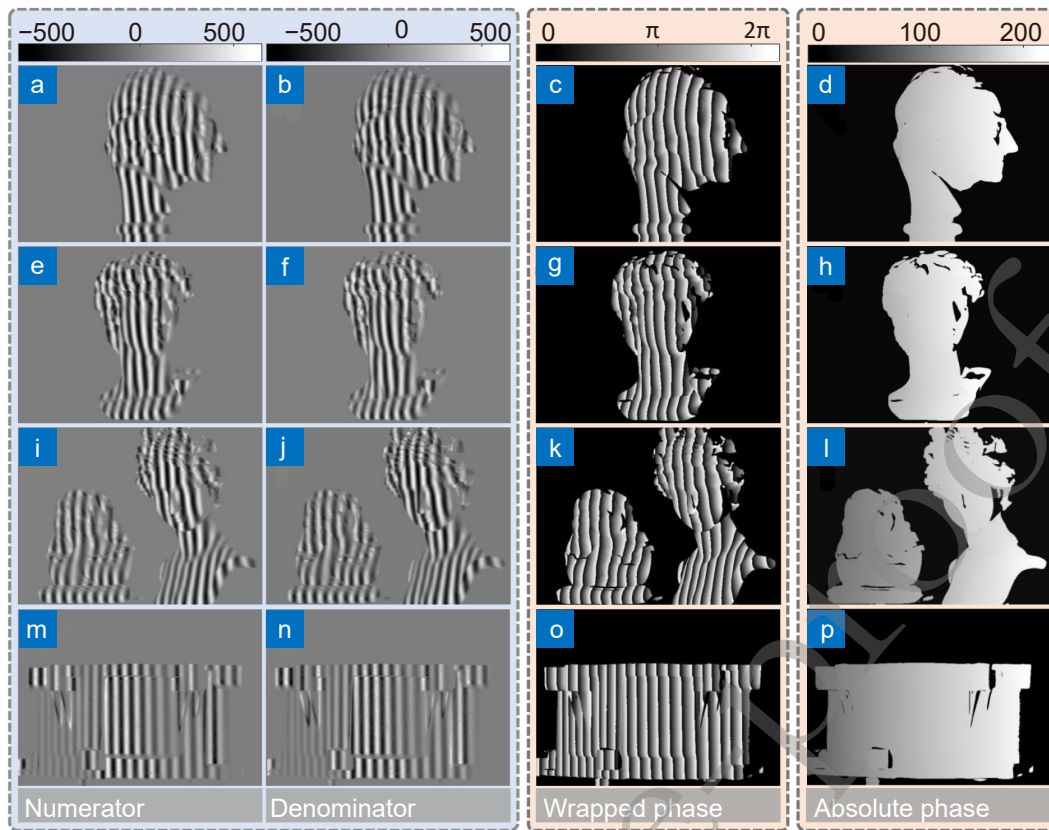 −500 0 500 −500 0 500 0 π 2π 0 100 200
a b c d
e f g h
i j k l
m n o p
Numerator Denominator Wrapped phase Absolute phase